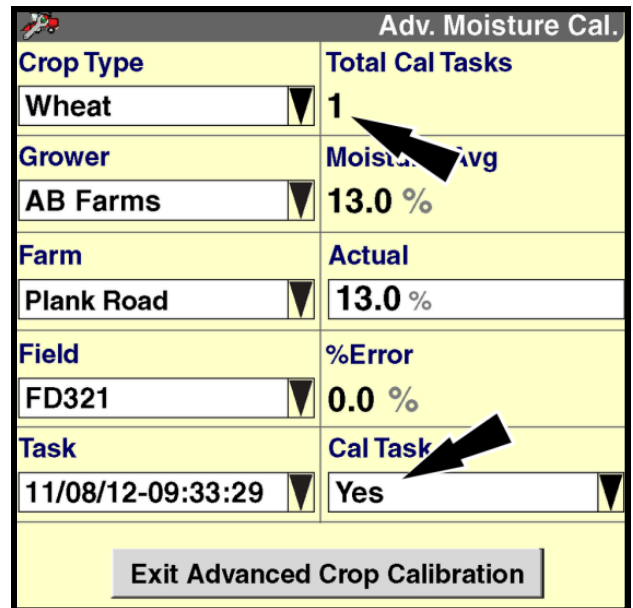 Adv. Moisture Cal.
Crop Type
Wheat
Total Cal Tasks
1
Grower
AB Farms
Avg
13.0 %
Farm
Plank Road
Actual
13.0 %
Field
FD321
%Error
0.0 %
Task
11/08/12-09:33:29
Cal Task
Yes
Exit Advanced Crop Calibration